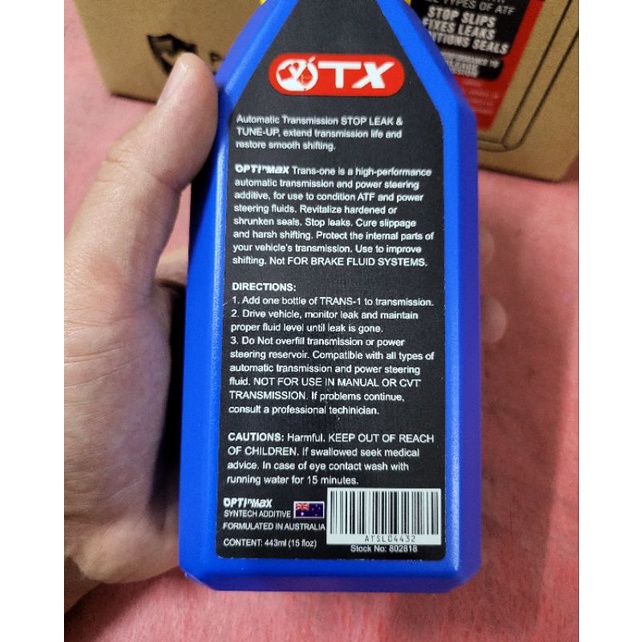 TYPES OF ATF
STOP SLIPS
FIXES LEAKS
CONDITIONS SEALS
TX
Automatic Transmission STOP LEAK &
TUNE-UP, extend transmission life and
restore smooth shifting.
OPTI-MAX Trans-one is a high-performance
automatic transmission and power steering
additive, for use to condition ATF and power
steering fluids. Revitalize hardened or
shrunken seals. Stop leaks. Cure slippage
and harsh shifting. Protect the internal parts of
your vehicle's transmission. Use to improve
shifting. Not FOR BRAKE FLUID SYSTEMS.
DIRECTIONS:
1. Add one bottle of TRANS-1 to transmission.
2. Drive vehicle, monitor leak and maintain
proper fluid level until leak is gone.
3. Do Not overfill transmission or power
steering reservoir. Compatible with all types of
automatic transmission and power steering
fluid. NOT FOR USE IN MANUAL OR CVT
TRANSMISSION. If problems continue,
consult a professional techinician.
CAUTIONS: Harmful. KEEP OUT OF REACH
OF CHILDREN. If swallowed seek medical
advice. In case of eye contact wash with
running water for 15 minutes.
OPTI-MAX
SYNTECH ADDITIVE
FORMULATED IN AUSTRALIA
CONTENT: 443ml (15 floz)
ATSL04432
Stock No: 802818